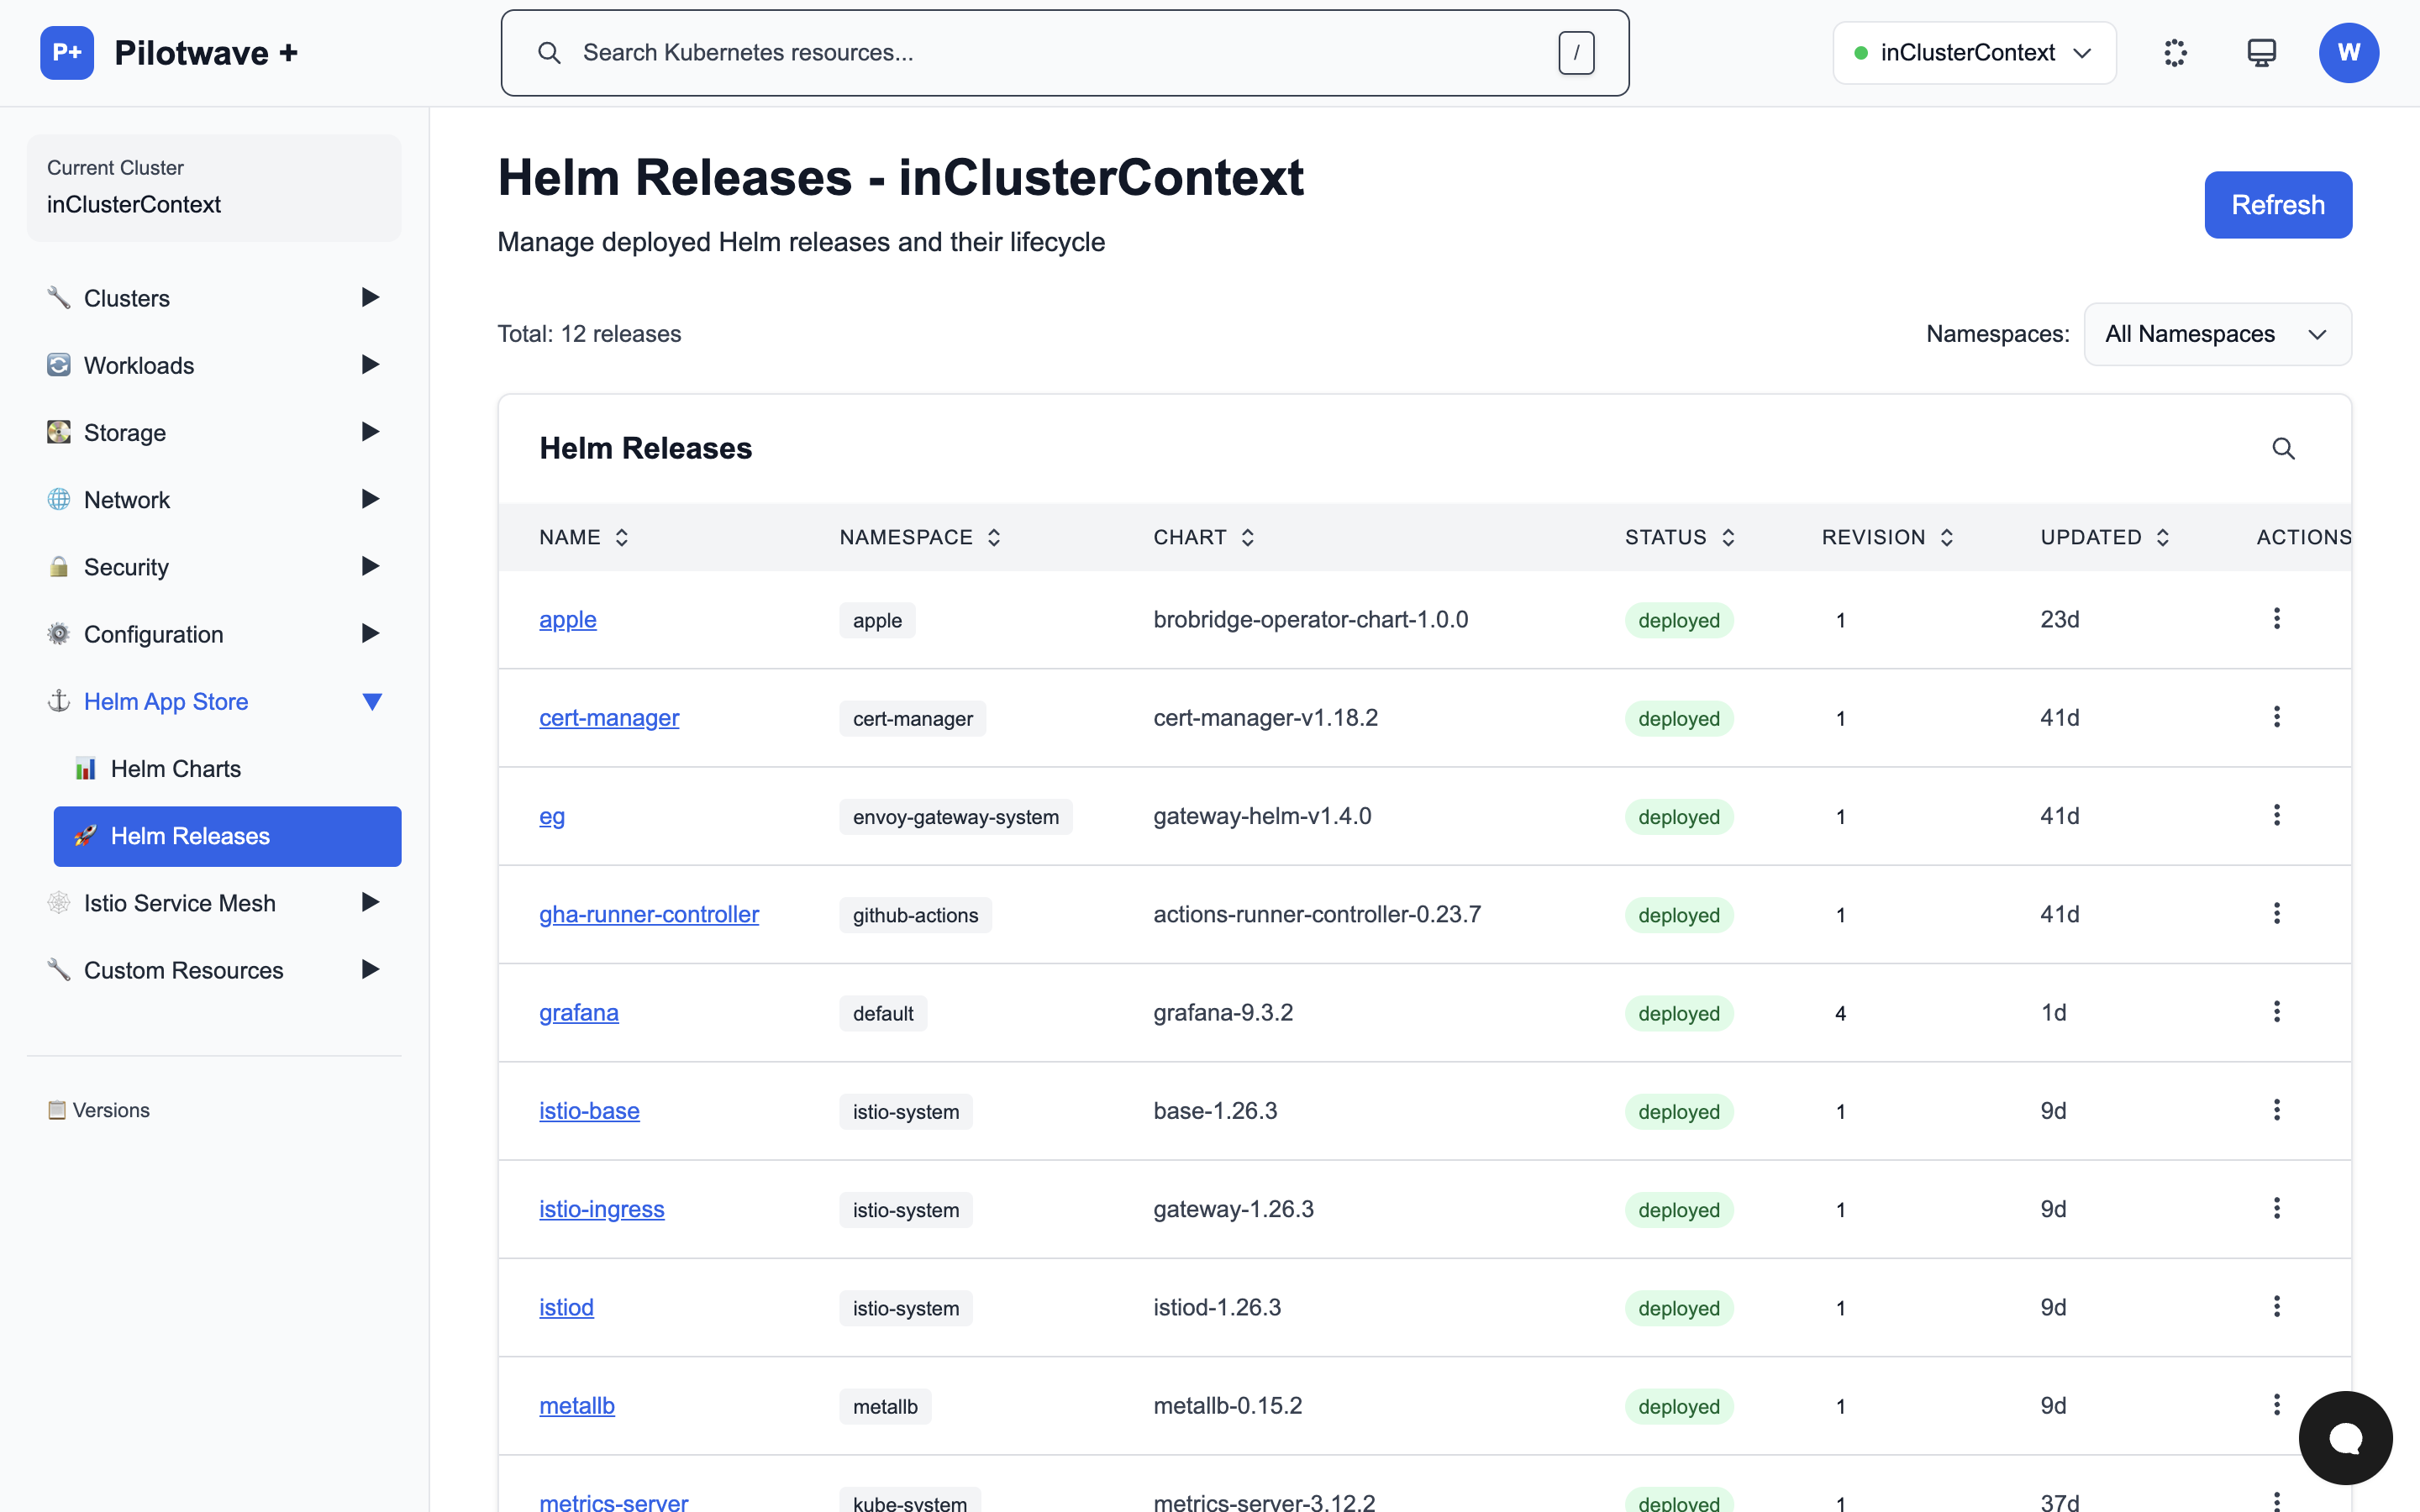 P+ Pilotwave +
Search Kubernetes resources... /
inClusterContext
W
Current Cluster
inClusterContext
Clusters
Workloads
Storage
Network
Security
Configuration
Helm App Store
Helm Charts
Helm Releases
Istio Service Mesh
Custom Resources
Versions
Helm Releases - inClusterContext
Manage deployed Helm releases and their lifecycle
Refresh
Total: 12 releases
Namespaces: All Namespaces
Helm Releases
NAME NAMESPACE CHART STATUS REVISION UPDATED ACTIONS
apple apple brobridge-operator-chart-1.0.0 deployed 1 23d
cert-manager cert-manager cert-manager-v1.18.2 deployed 1 41d
eg envoy-gateway-system gateway-helm-v1.4.0 deployed 1 41d
gha-runner-controller github-actions actions-runner-controller-0.23.7 deployed 1 41d
grafana default grafana-9.3.2 deployed 4 1d
istio-base istio-system base-1.26.3 deployed 1 9d
istio-ingress istio-system gateway-1.26.3 deployed 1 9d
istiod istio-system istiod-1.26.3 deployed 1 9d
metallb metallb metallb-0.15.2 deployed 1 9d
metrics-server kube-system metrics-server-3.12.2 deployed 1 37d